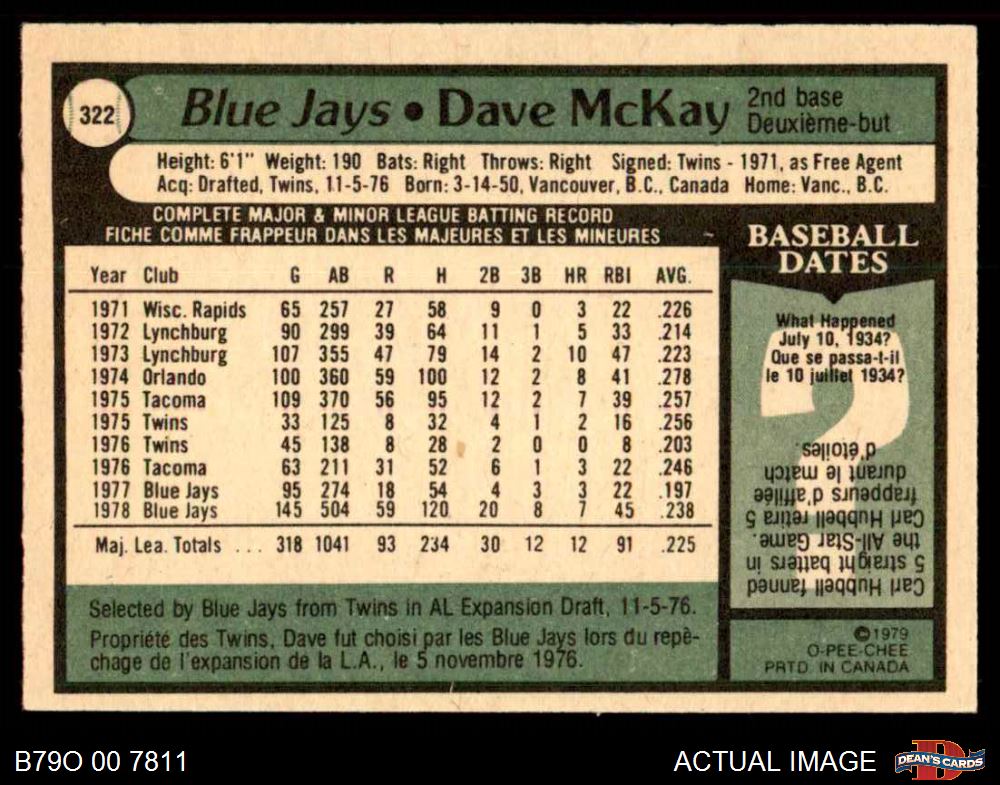 322
Blue Jays • Dave McKay
2nd base
Deuxième-but
Height: 6'1" Weight: 190 Bats: Right Throws: Right Signed: Twins - 1971, as Free Agent
Acq: Drafted, Twins, 11-5-76 Born: 3-14-50, Vancouver, B.C., Canada Home: Vanc., B.C.
COMPLETE MAJOR & MINOR LEAGUE BATTING RECORD
FICHE COMME FRAPPEUR DANS LES MAJEURES ET LES MINEURES
Year Club G AB R H 2B 3B HR RBI AVG.
1971 Wisc. Rapids 65 257 27 58 9 0 3 22 .226
1972 Lynchburg 90 299 39 64 11 1 5 33 .214
1973 Lynchburg 107 355 47 79 14 2 10 47 .223
1974 Orlando 100 360 59 100 12 2 8 41 .278
1975 Tacoma 109 370 56 95 12 2 7 39 .257
1975 Twins 33 125 8 32 4 1 2 16 .256
1976 Twins 45 138 8 28 2 0 0 8 .203
1976 Tacoma 63 211 31 52 6 1 3 22 .246
1977 Blue Jays 95 274 18 54 4 3 3 22 .197
1978 Blue Jays 145 504 59 120 20 8 7 45 .238
Maj. Lea. Totals ... 318 1041 93 234 30 12 12 91 .225
Selected by Blue Jays from Twins in AL Expansion Draft, 11-5-76.
Propriété des Twins, Dave fut choisi par les Blue Jays lors du repê-
chage de l'expansion de la L.A., le 5 novembre 1976.
BASEBALL
DATES
What Happened
July 10, 1934?
Que se passa-t-il
le 10 juillet 1934?
Carl Hubbell fanned
5 straight batters in
the All-Star Game.
Carl Hubbell retira 5
frappeurs d'affilée
durant le match
d'étoiles.
©1979
O-PEE-CHEE
PRTD. IN CANADA
B79O 00 7811
ACTUAL IMAGE
DEAN'S CARDS